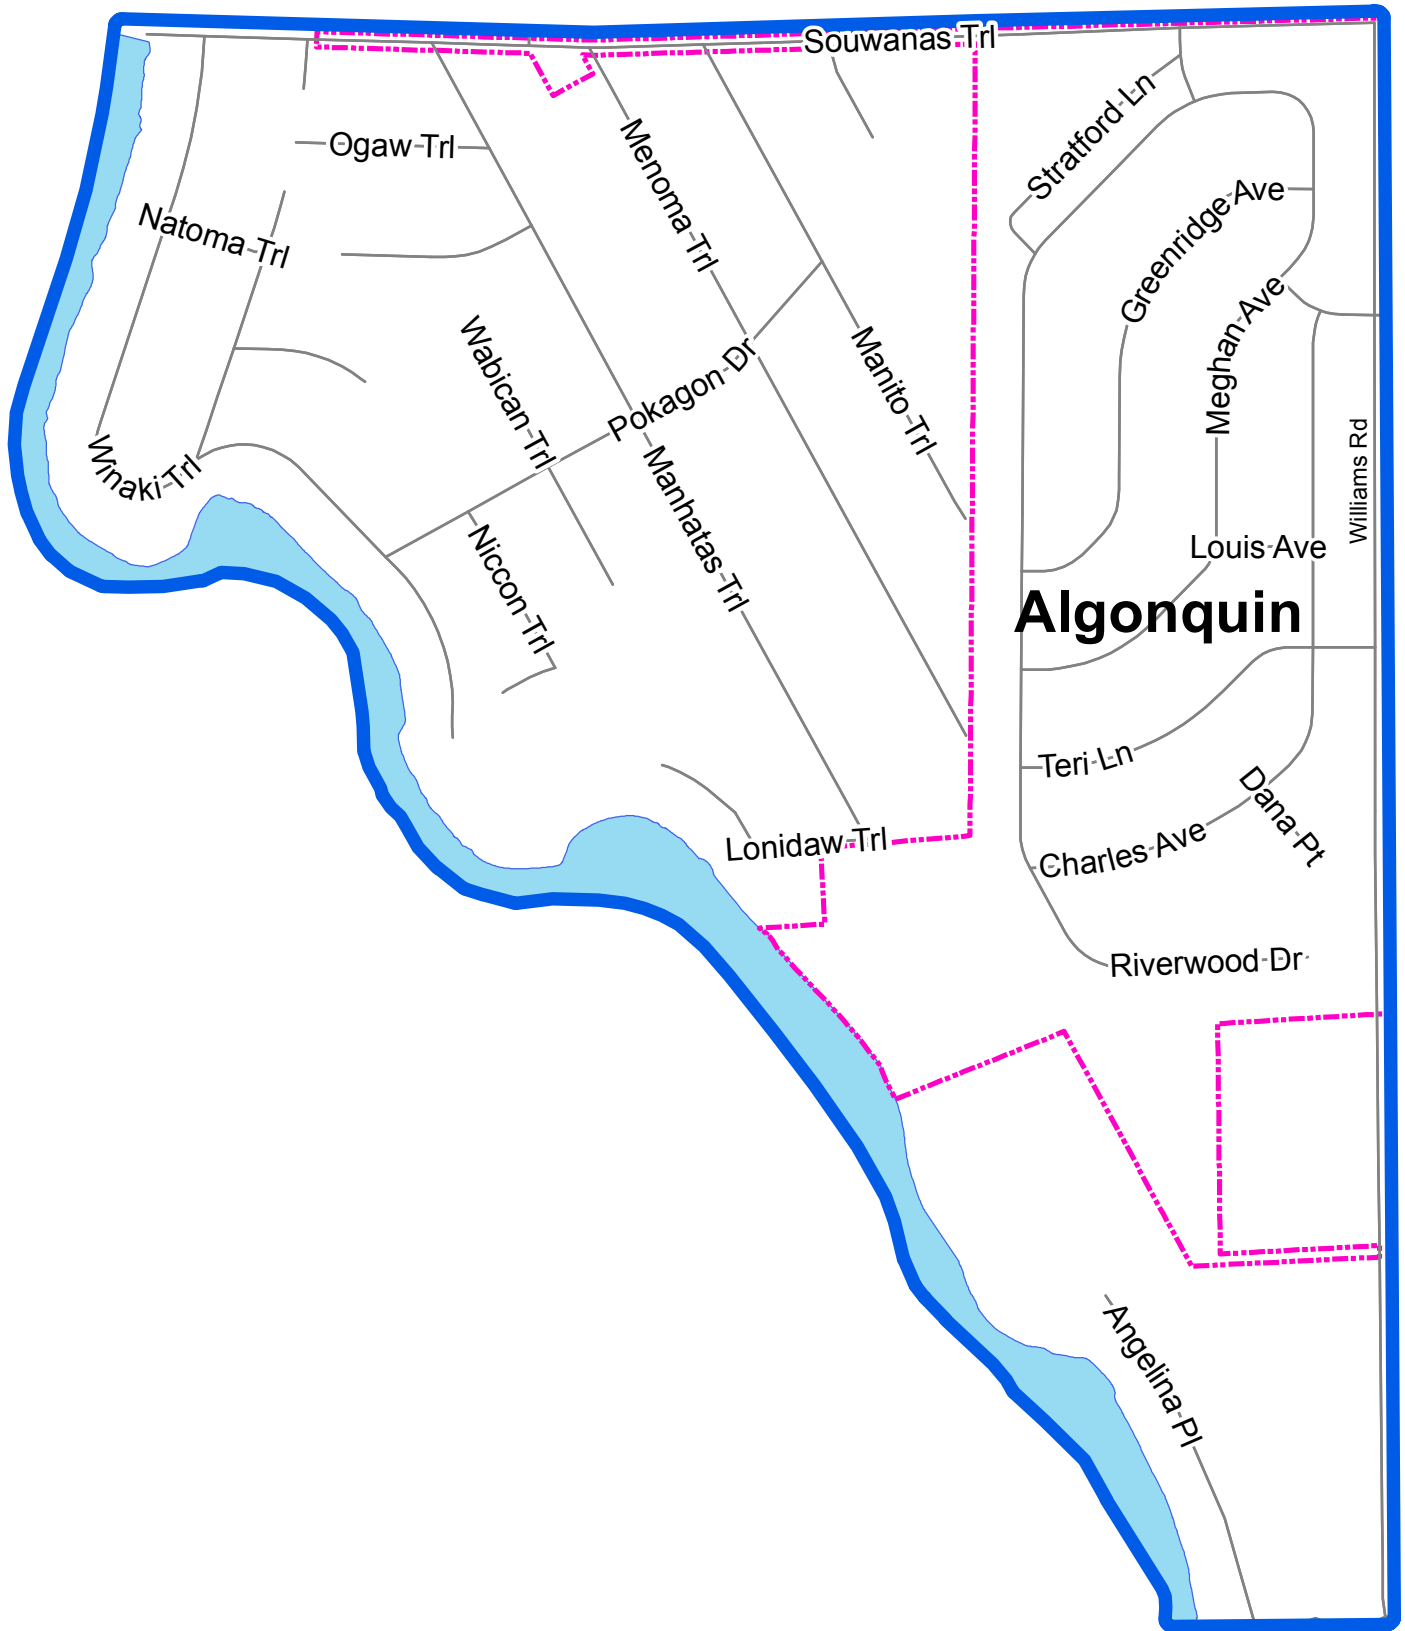 Souwanas Trl
Stratford Ln
Ogaw Trl
Menoma Trl
Greenridge Ave
Natoma Trl
Meghan Ave
Wabican Trl
Pokagon Dr
Manito Trl
Winaki Trl
Williams Rd
Manhatas Trl
Niccon Trl
Louis Ave
Algonquin
Teri Ln
Dana Pt
Lonidaw Trl
Charles Ave
Riverwood Dr
Angelina Pl